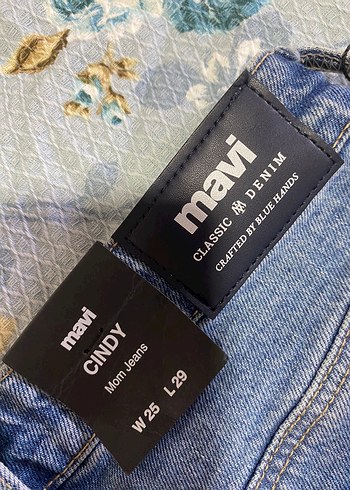 mavi
CLASSIC M DENIM
CRAFTED BY BLUE HANDS
mavi
CINDY
Mom Jeans
W 25 L 29